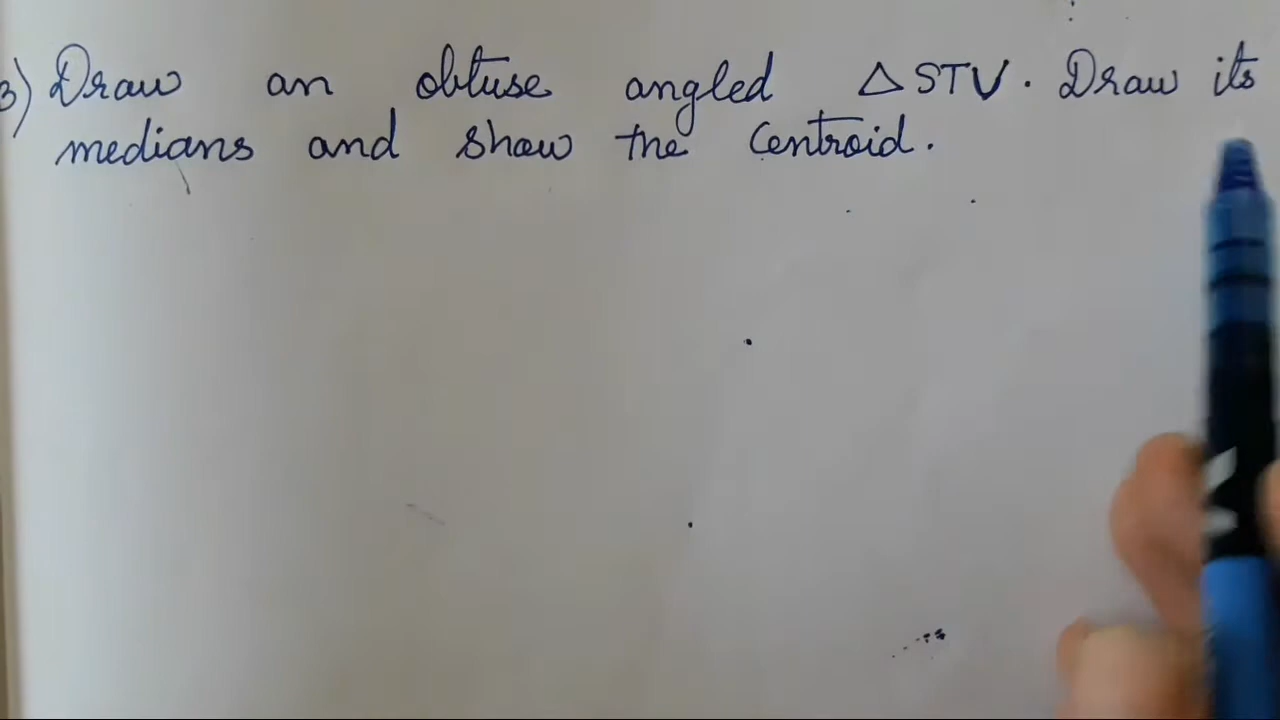 3) Draw an obtuse angled △STV. Draw its
medians and show the Centroid.